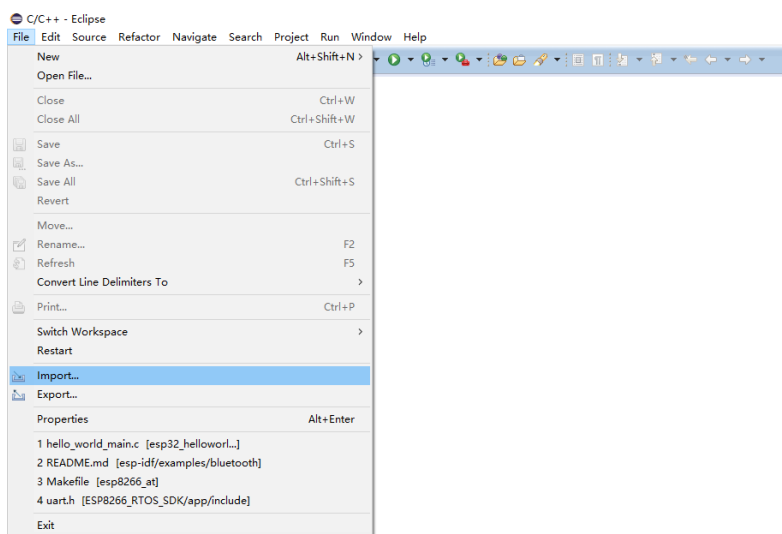 C/C++ - Eclipse
File Edit Source Refactor Navigate Search Project Run Window Help
New Alt+Shift+N >
Open File...
Close Ctrl+W
Close All Ctrl+Shift+W
Save Ctrl+S
Save As...
Save All Ctrl+Shift+S
Revert
Move...
Rename... F2
Refresh F5
Convert Line Delimiters To >
Print... Ctrl+P
Switch Workspace >
Restart
Import...
Export...
Properties Alt+Enter
1 hello_world_main.c [esp32_helloworl...]
2 README.md [esp-idf/examples/bluetooth]
3 Makefile [esp8266_at]
4 uart.h [ESP8266_RTOS_SDK/app/include]
Exit